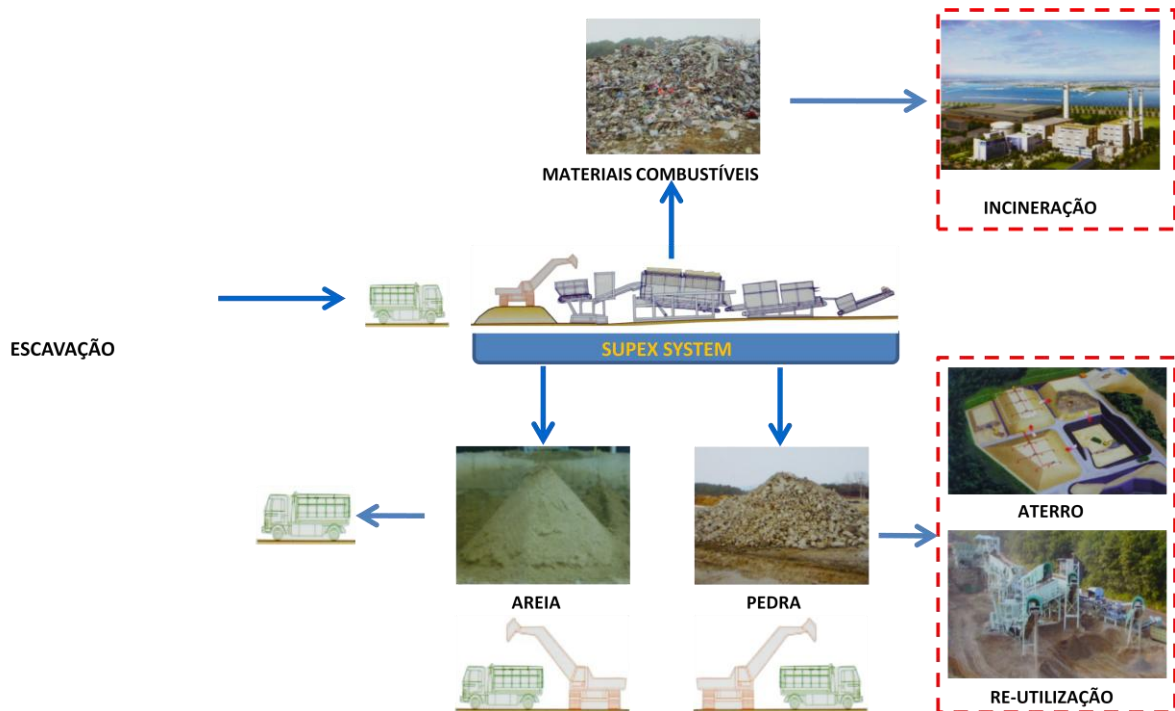 MATERIAIS COMBUSTÍVEIS
INCINERAÇÃO
ESCAVAÇÃO
SUPEX SYSTEM
ATERRO
AREIA
PEDRA
RE-UTILIZAÇÃO